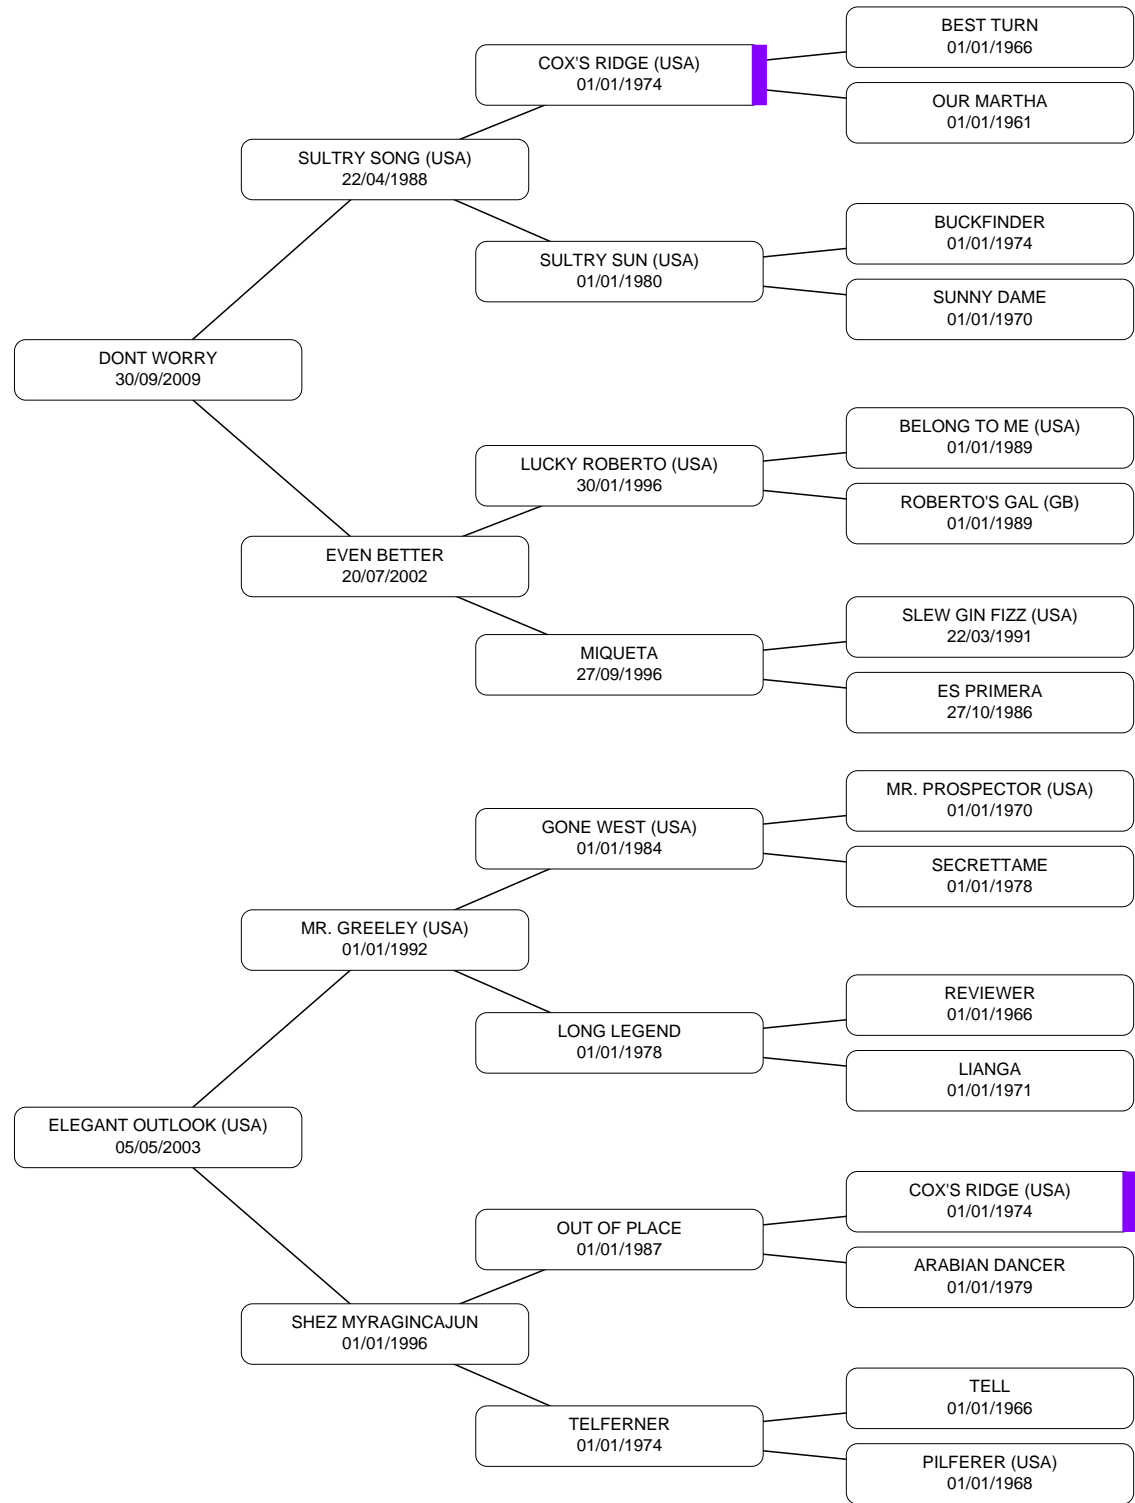 BEST TURN
01/01/1966
COX'S RIDGE (USA)
01/01/1974
OUR MARTHA
01/01/1961
SULTRY SONG (USA)
22/04/1988
BUCKFINDER
01/01/1974
SULTRY SUN (USA)
01/01/1980
SUNNY DAME
01/01/1970
DONT WORRY
30/09/2009
BELONG TO ME (USA)
01/01/1989
LUCKY ROBERTO (USA)
30/01/1996
ROBERTO'S GAL (GB)
01/01/1989
EVEN BETTER
20/07/2002
SLEW GIN FIZZ (USA)
22/03/1991
MIQUETA
27/09/1996
ES PRIMERA
27/10/1986
MR. PROSPECTOR (USA)
01/01/1970
GONE WEST (USA)
01/01/1984
SECRETTAME
01/01/1978
MR. GREELEY (USA)
01/01/1992
REVIEWER
01/01/1966
LONG LEGEND
01/01/1978
LIANGA
01/01/1971
ELEGANT OUTLOOK (USA)
05/05/2003
COX'S RIDGE (USA)
01/01/1974
OUT OF PLACE
01/01/1987
ARABIAN DANCER
01/01/1979
SHEZ MYRAGINCAJUN
01/01/1996
TELL
01/01/1966
TELFERNER
01/01/1974
PILFERER (USA)
01/01/1968